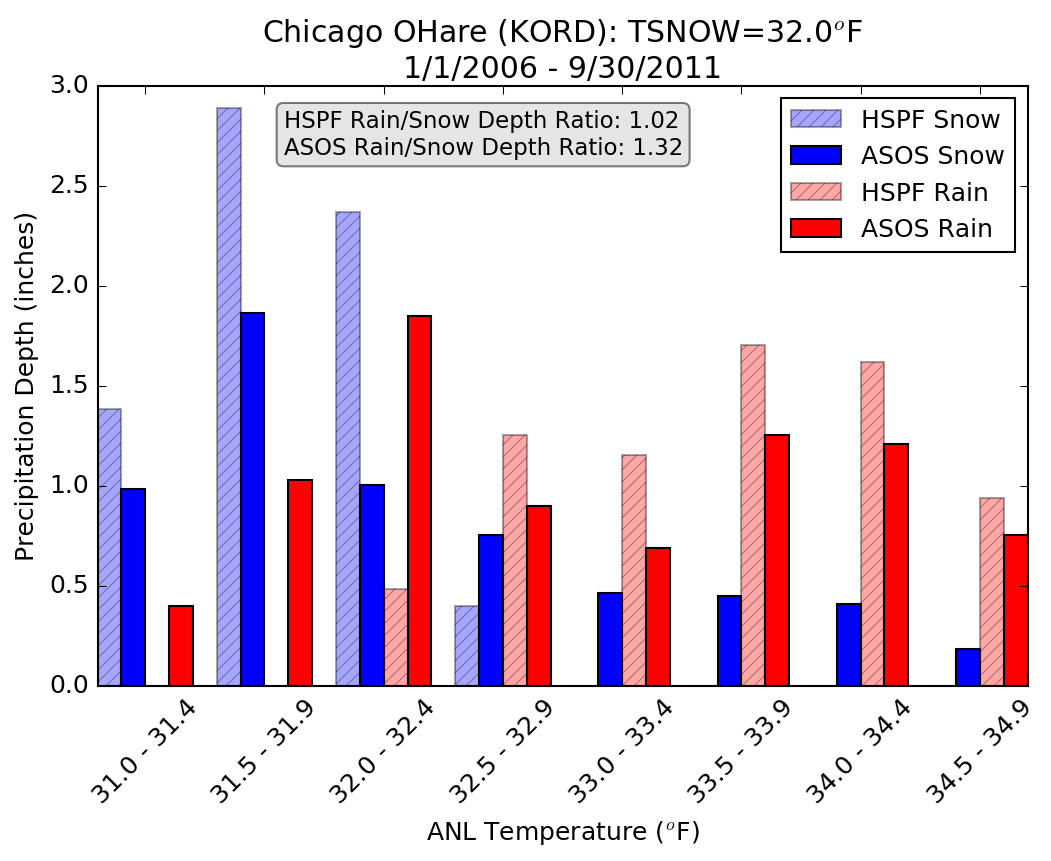 Chicago OHare (KORD): TSNOW=32.0°F
1/1/2006 - 9/30/2011
HSPF Rain/Snow Depth Ratio: 1.02
ASOS Rain/Snow Depth Ratio: 1.32
HSPF Snow
ASOS Snow
HSPF Rain
ASOS Rain
Precipitation Depth (inches)
3.0
2.5
2.0
1.5
1.0
0.5
0.0
31.0 - 31.4
31.5 - 31.9
32.0 - 32.4
32.5 - 32.9
33.0 - 33.4
33.5 - 33.9
34.0 - 34.4
34.5 - 34.9
ANL Temperature (°F)